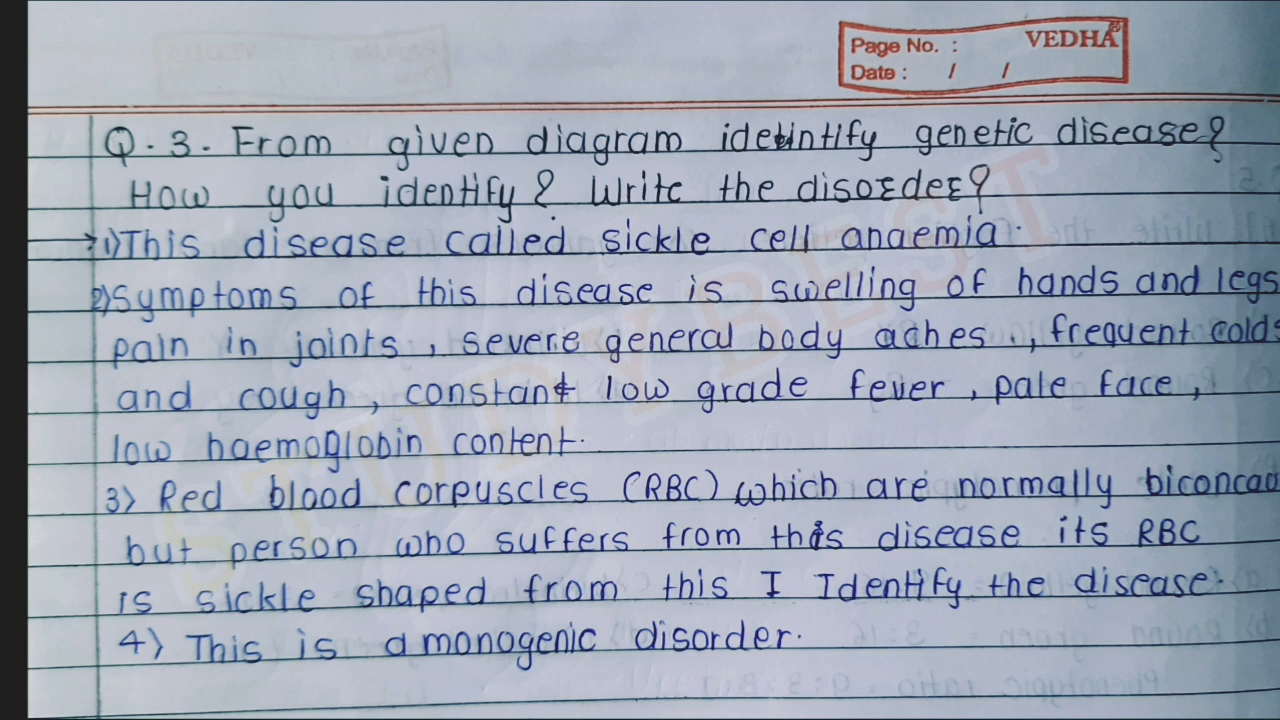 Page No. : VEDHA
Date : / /
Q. 3. From given diagram identify genetic disease?
How you identify? Write the disorder?
1) This disease called sickle cell anaemia.
2) Symptoms of this disease is swelling of hands and legs
pain in joints, severe general body aches, frequent colds
and cough, constant low grade fever, pale face,
low haemoglobin content.
3) Red blood corpuscles (RBC) which are normally biconcav
but person who suffers from this disease its RBC
is sickle shaped from this I Identify the disease.
4) This is a monogenic disorder.
STUDYBEST